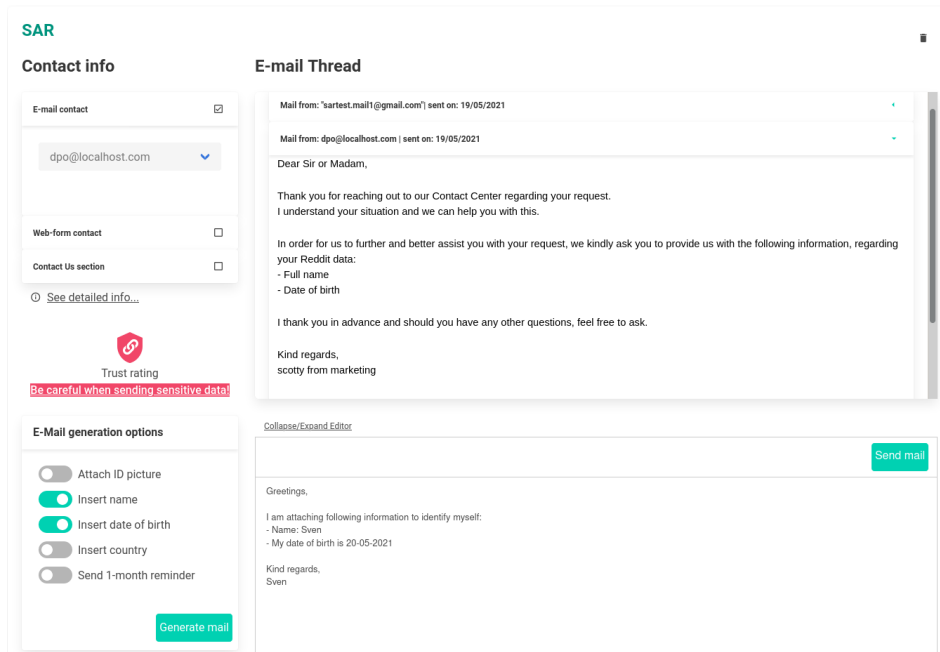 SAR
Contact info
E-mail contact
dpo@localhost.com
Web-form contact
Contact Us section
See detailed info...
Trust rating
Be careful when sending sensitive data!
E-Mail generation options
Attach ID picture
Insert name
Insert date of birth
Insert country
Send 1-month reminder
Generate mail
E-mail Thread
Mail from: "sartest.mail1@gmail.com"| sent on: 19/05/2021
Mail from: dpo@localhost.com | sent on: 19/05/2021
Dear Sir or Madam,
Thank you for reaching out to our Contact Center regarding your request.
I understand your situation and we can help you with this.
In order for us to further and better assist you with your request, we kindly ask you to provide us with the following information, regarding
your Reddit data:
- Full name
- Date of birth
I thank you in advance and should you have any other questions, feel free to ask.
Kind regards,
scotty from marketing
Collapse/Expand Editor
Send mail
Greetings,
I am attaching following information to identify myself:
- Name: Sven
- My date of birth is 20-05-2021
Kind regards,
Sven